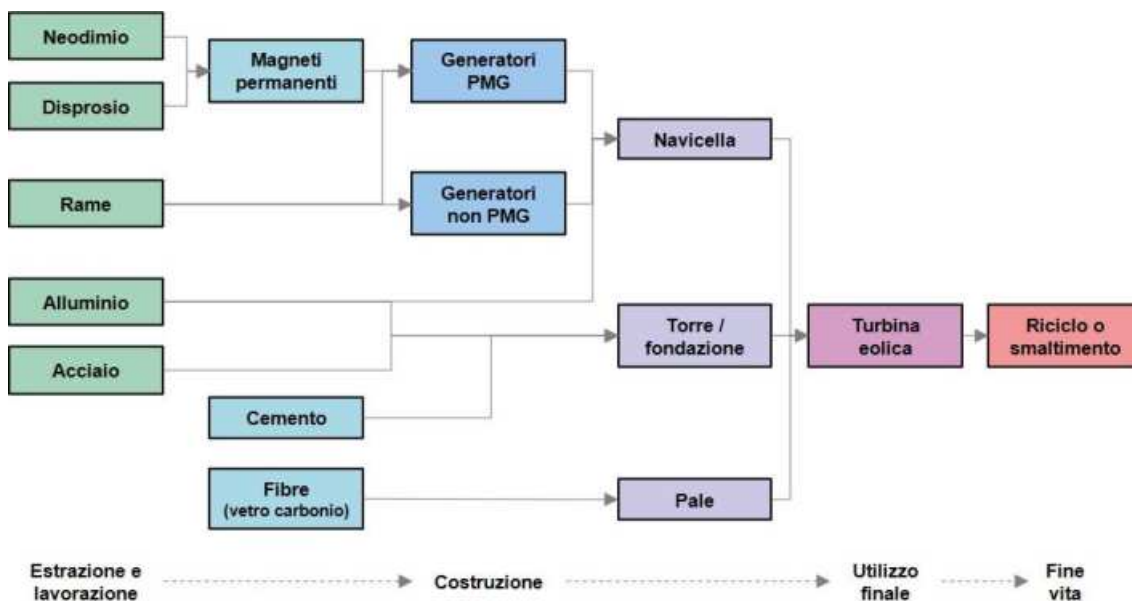 Neodimio
Disprosio
Rame
Alluminio
Acciaio
Magneti
permanenti
Cemento
Fibre
(vetro carbonio)
Generatori
PMG
Generatori
non PMG
Navicella
Torre /
fondazione
Pale
Turbina
eolica
Riciclo o
smaltimento
Estrazione e
lavorazione
Costruzione
Utilizzo
finale
Fine
vita